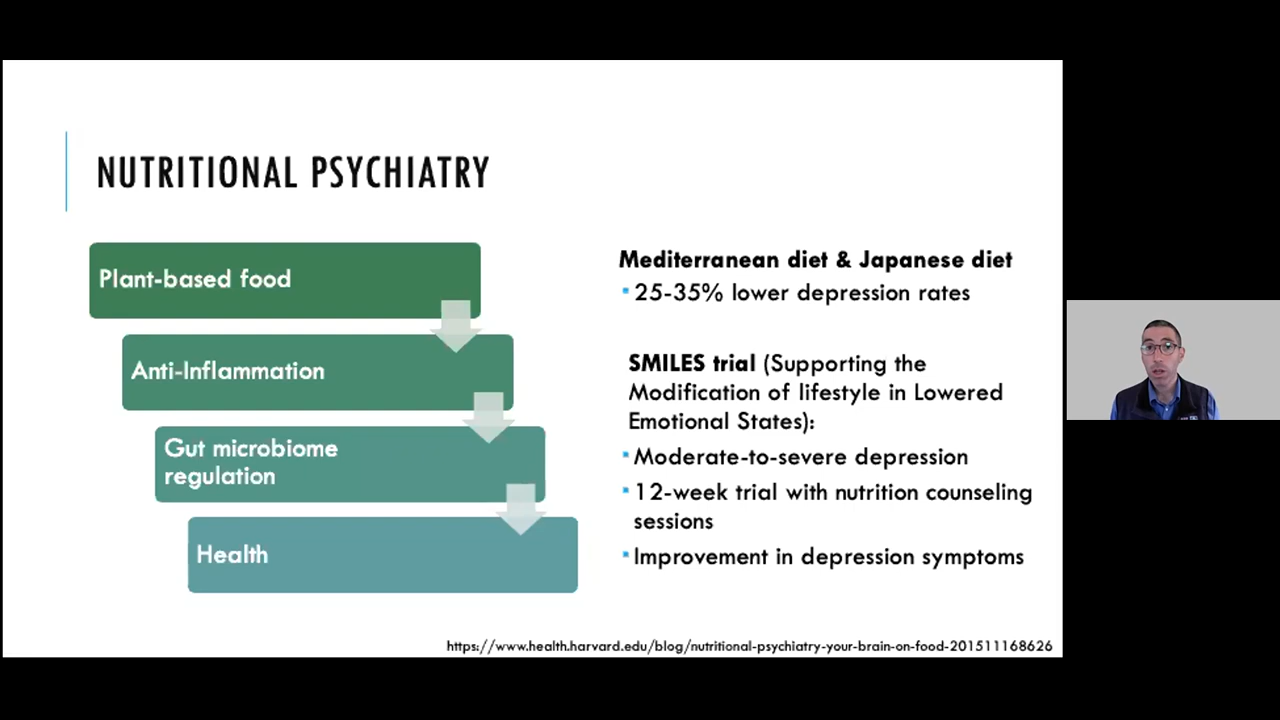 NUTRITIONAL PSYCHIATRY
Plant-based food
Anti-Inflammation
Gut microbiome
regulation
Health
Mediterranean diet & Japanese diet
▪ 25-35% lower depression rates
SMILES trial (Supporting the
Modification of lifestyle in Lowered
Emotional States):
▪ Moderate-to-severe depression
▪ 12-week trial with nutrition counseling
sessions
▪ Improvement in depression symptoms
https://www.health.harvard.edu/blog/nutritional-psychiatry-your-brain-on-food-201511168626